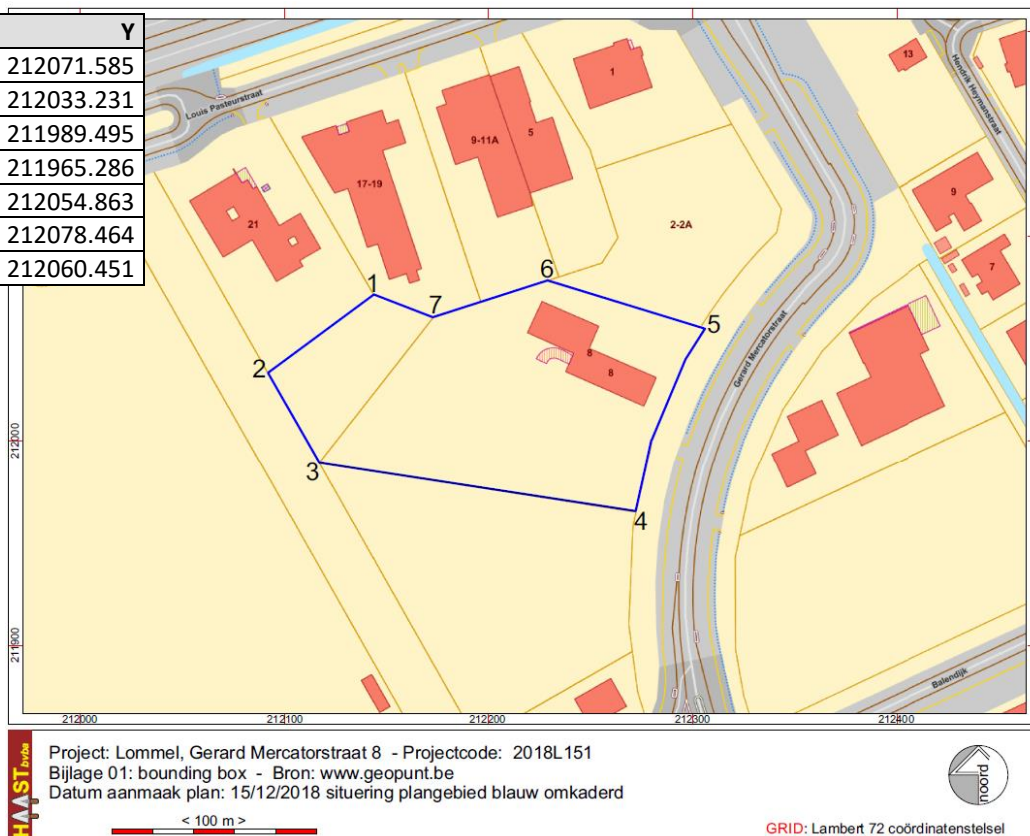 Y
212071.585
212033.231
211989.495
211965.286
212054.863
212078.464
212060.451
Louis Pasteurstraat
Hendrik Heymanstraat
13
1
5
9-11A
17-19
21
9
2-2A
7
1
6
7
5
2
8
8
Gerard Mercatorstraat
3
4
212000
211900
Balendijk
212000
212100
212200
212300
212400
HAAST bvba
Project: Lommel, Gerard Mercatorstraat 8 - Projectcode: 2018L151
Bijlage 01: bounding box - Bron: www.geopunt.be
Datum aanmaak plan: 15/12/2018 situering plangebied blauw omkaderd
< 100 m >
noord
GRID: Lambert 72 coördinatenstelsel